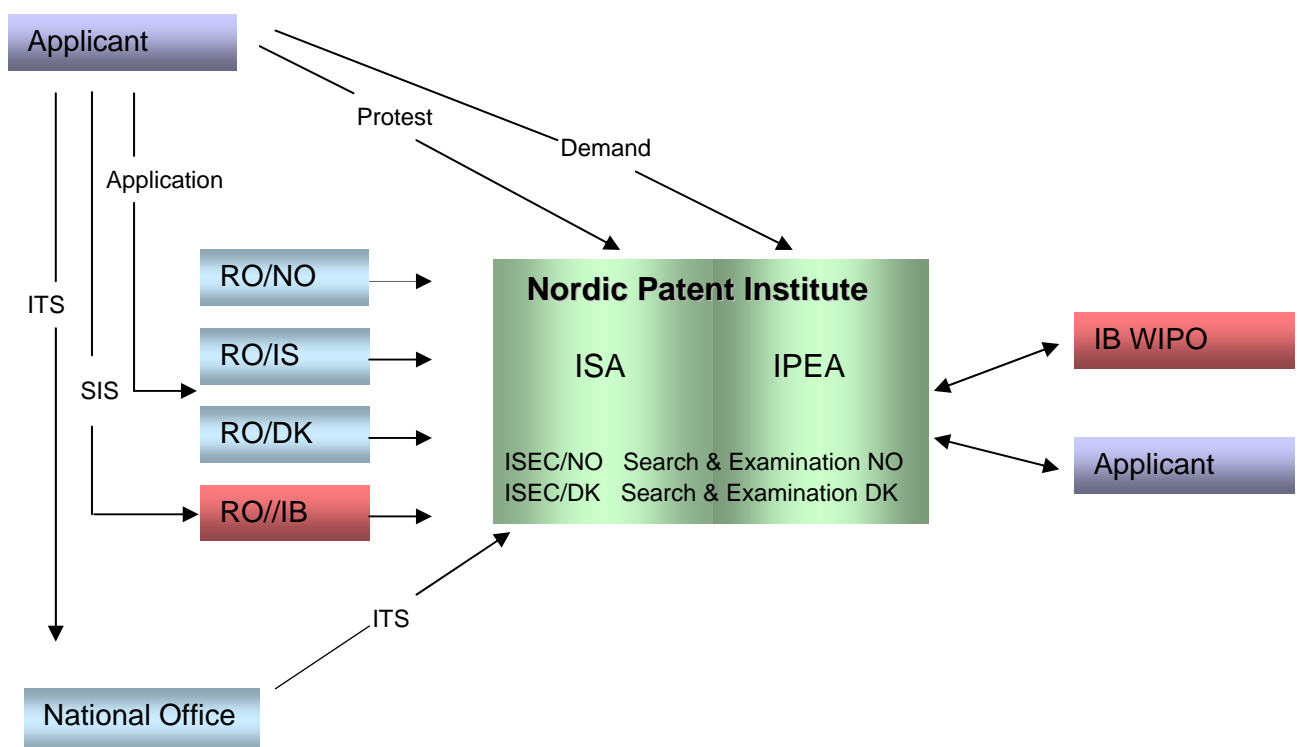 Applicant
Protest
Demand
Application
RO/NO
Nordic Patent Institute
ITS
RO/IS
ISA IPEA
IB WIPO
SIS
RO/DK
ISEC/NO Search & Examination NO
Applicant
ISEC/DK Search & Examination DK
RO//IB
ITS
National Office